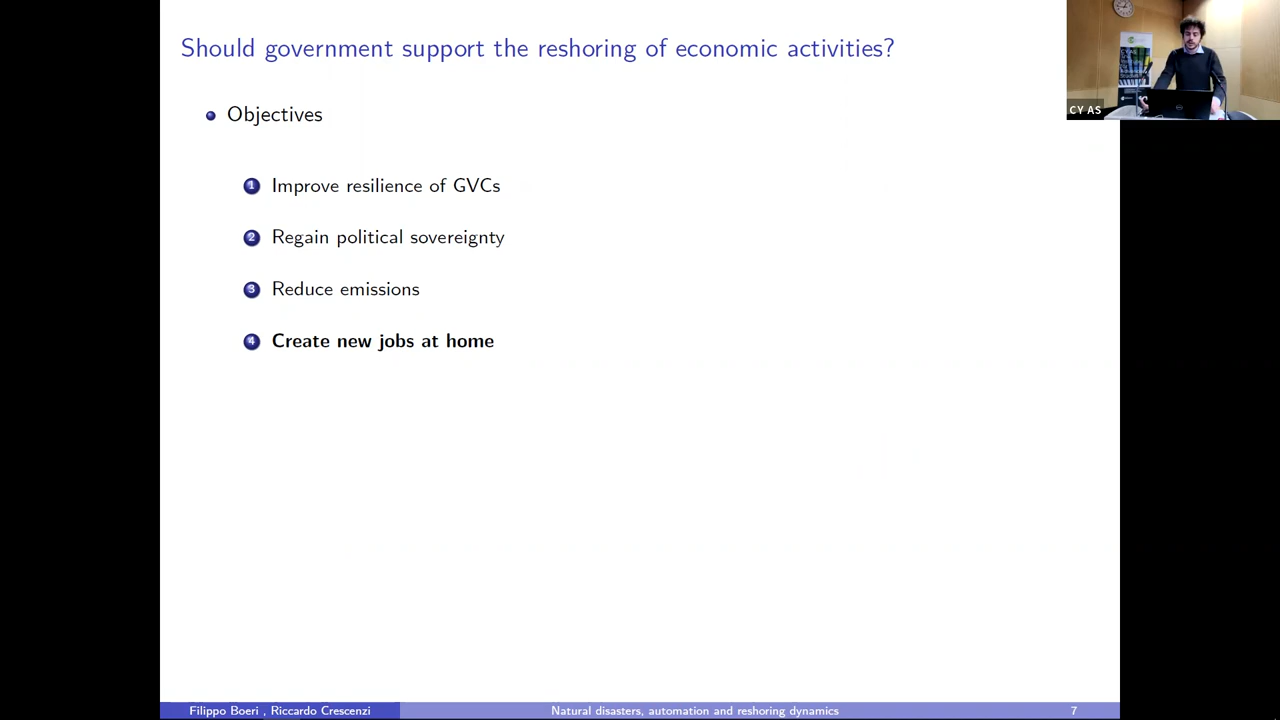 Should government support the reshoring of economic activities?
Objectives
1 Improve resilience of GVCs
2 Regain political sovereignty
3 Reduce emissions
4 Create new jobs at home
CY AS
Filippo Boeri , Riccardo Crescenzi
Natural disasters, automation and reshoring dynamics
7